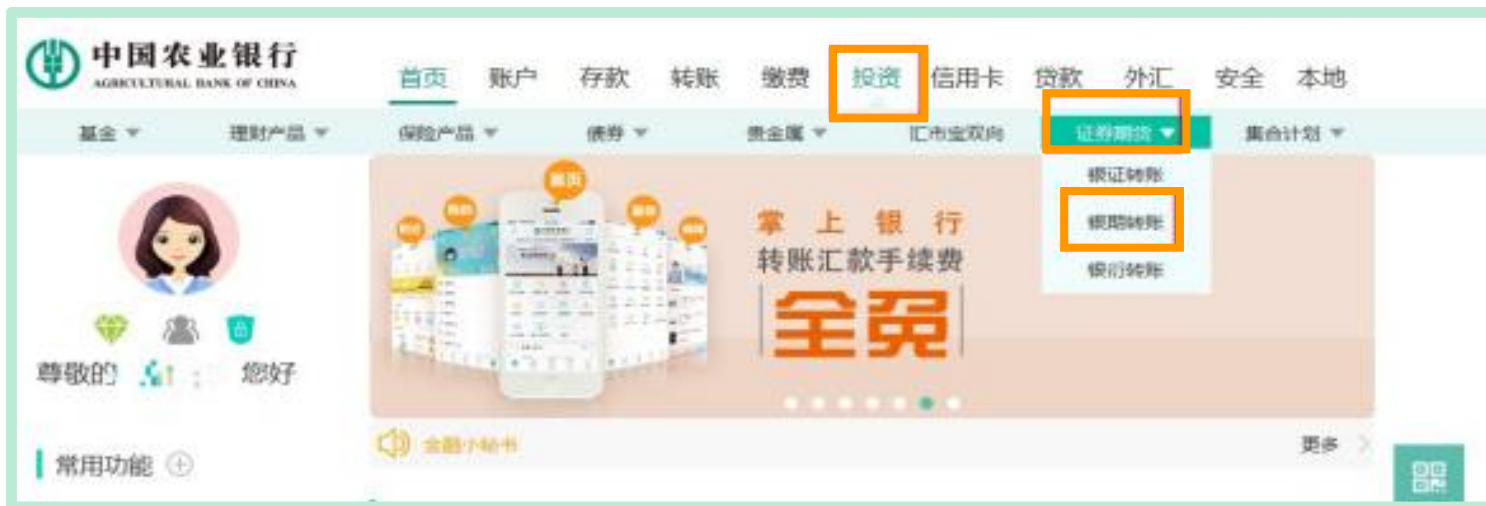 中国农业银行
AGRICULTURAL BANK OF CHINA
首页 账户 存款 转账 缴费 投资 信用卡 贷款 外汇 安全 本地
基金 理财产品 保险产品 债券 贵金属 汇市宝双向 证券期货 集合计划
银证转账
银期转账
银衍转账
首页
掌上银行
转账汇款手续费
全免
尊敬的 您好
金融小秘书 更多
常用功能